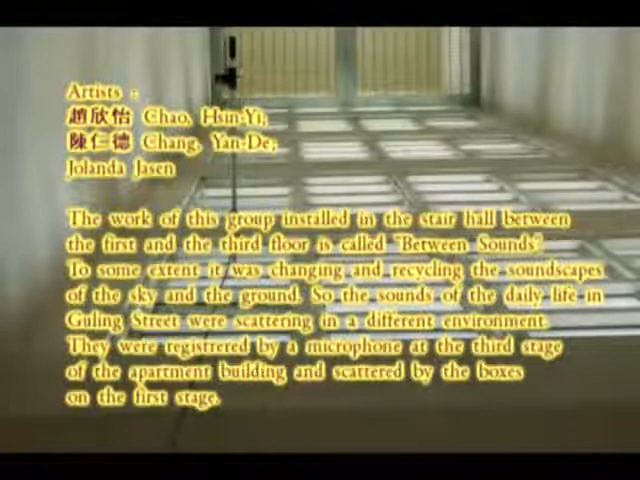 Artists :
趙欣怡 Chao, Hsin-Yi,
陳仁德 Chang, Yan-De,
Jolanda Jasen
The work of this group installed in the stair hall between
the first and the third floor is called "Between Sounds".
To some extent it was changing and recycling the soundscapes
of the sky and the ground. So the sounds of the daily life in
Guling Street were scattering in a different environment.
They were registrered by a microphone at the third stage
of the apartment building and scattered by the boxes
on the first stage.